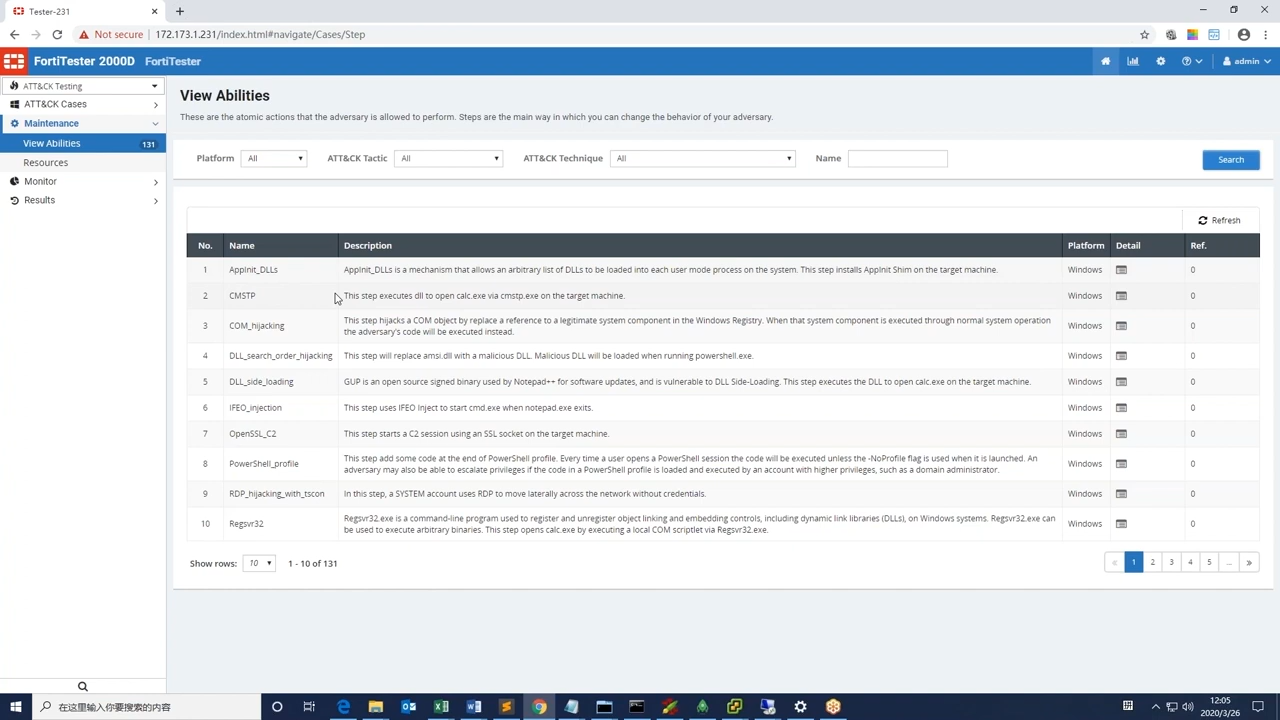 Tester-231
Not secure
172.173.1.231/index.html#navigate/Cases/Step
FortiTester 2000D
FortiTester
admin
ATT&CK Testing
ATT&CK Cases
Maintenance
View Abilities
131
Resources
Monitor
Results
View Abilities
These are the atomic actions that the adversary is allowed to perform. Steps are the main way in which you can change the behavior of your adversary.
Platform
All
ATT&CK Tactic
All
ATT&CK Technique
All
Name
Search
Refresh
No. Name Description Platform Detail Ref.
1 AppInit_DLLs AppInit_DLLs is a mechanism that allows an arbitrary list of DLLs to be loaded into each user mode process on the system. This step installs AppInit Shim on the target machine. Windows 0
2 CMSTP This step executes dll to open calc.exe via cmstp.exe on the target machine. Windows 0
3 COM_hijacking This step hijacks a COM object by replace a reference to a legitimate system component in the Windows Registry. When that system component is executed through normal system operation
the adversary's code will be executed instead. Windows 0
4 DLL_search_order_hijacking This step will replace amsi.dll with a malicious DLL. Malicious DLL will be loaded when running powershell.exe. Windows 0
5 DLL_side_loading GUP is an open source signed binary used by Notepad++ for software updates, and is vulnerable to DLL Side-Loading. This step executes the DLL to open calc.exe on the target machine. Windows 0
6 IFEO_injection This step uses IFEO Inject to start cmd.exe when notepad.exe exits. Windows 0
7 OpenSSL_C2 This step starts a C2 session using an SSL socket on the target machine. Windows 0
8 PowerShell_profile This step add some code at the end of PowerShell profile. Every time a user opens a PowerShell session the code will be executed unless the -NoProfile flag is used when it is launched. An
adversary may also be able to escalate privileges if the code in a PowerShell profile is loaded and executed by an account with higher privileges, such as a domain administrator. Windows 0
9 RDP_hijacking_with_tscon In this step, a SYSTEM account uses RDP to move laterally across the network without credentials. Windows 0
10 Regsvr32 Regsvr32.exe is a command-line program used to register and unregister object linking and embedding controls, including dynamic link libraries (DLLs), on Windows systems. Regsvr32.exe can
be used to execute arbitrary binaries. This step opens calc.exe by executing a local COM scriptlet via Regsvr32.exe. Windows 0
Show rows: 10 1 - 10 of 131
« 1 2 3 4 5 ... »
在这里输入你要搜索的内容
12:05
2020/3/26